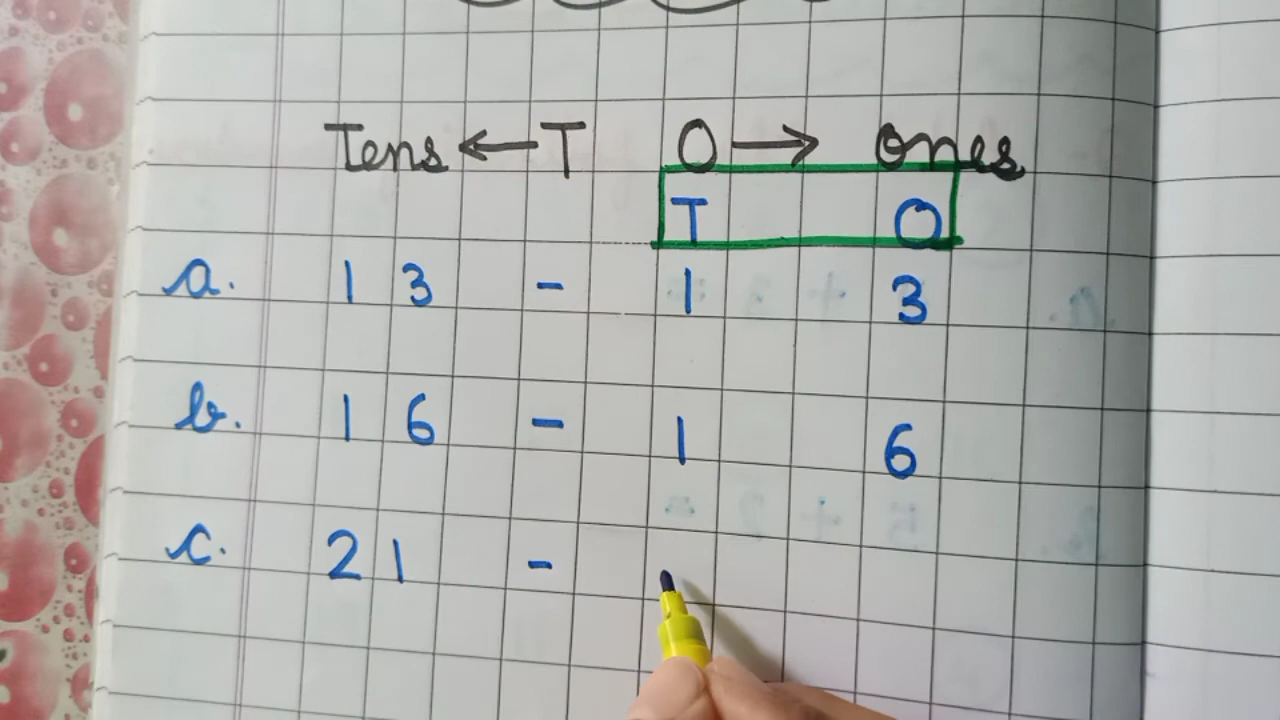 Tens ← T O → Ones
T O
a. 13 - 1 3
b. 16 - 1 6
c. 21 -